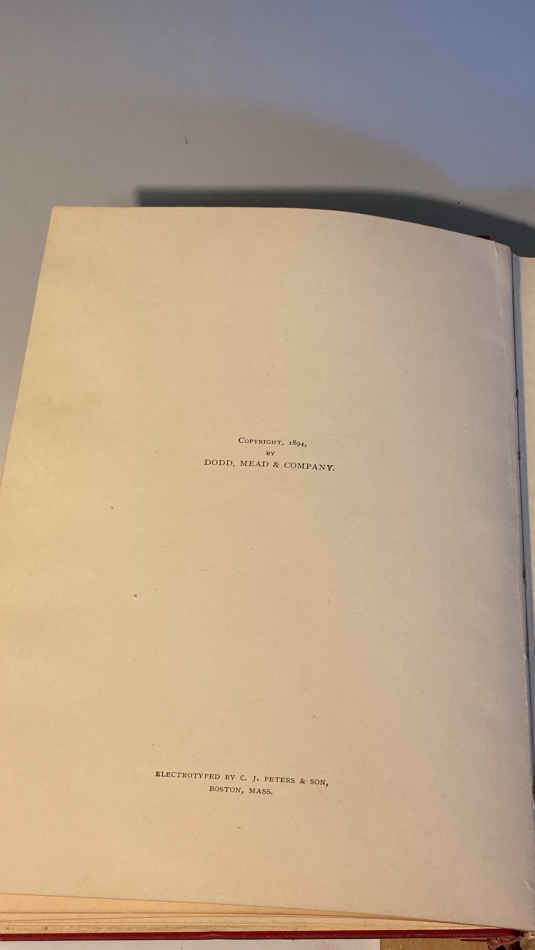 COPYRIGHT, 1894,
BY
DODD, MEAD & COMPANY.
ELECTROTYPED BY C. J. PETERS & SON,
BOSTON, MASS.